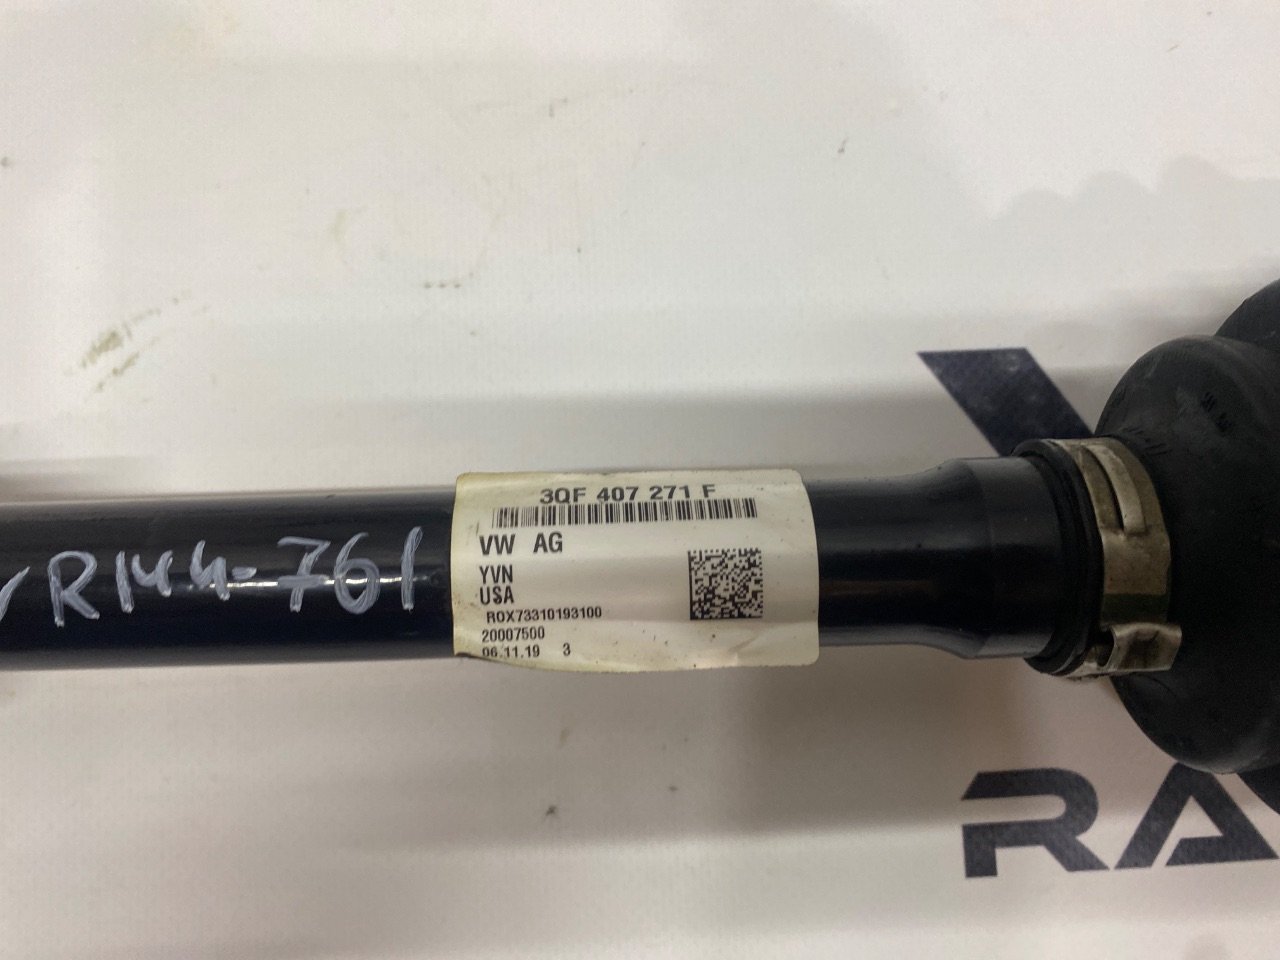 3QF 407 271 F
VW AG
YVN
USA
ROX73310193100
20007500
06.11.19 3
R144-761
RA